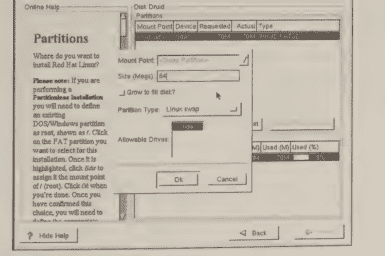 Online Help
Disk Druid
Partitions
Mount Point Device Requested Actual Type
Partitions
Where do you want to
install Red Hat Linux?
Please note: If you are
performing a
Partitionless installation
you will need to define
an existing
DOS/Windows partition
as root, shown as /. Click
on the FAT partition you
want to select for this
installation. Once it is
highlighted, click Edit to
assign it the mount point
of / (root). Click OK when
you're done. Once you
have confirmed this
choice, you will need to
Mount Point:
Size (Megs): 64
Grow to fill disk?
Partition Type: Linux swap
Allowable Drives:
hda
Ok
Cancel
Used (M) Used (%)
Hide Help
Back